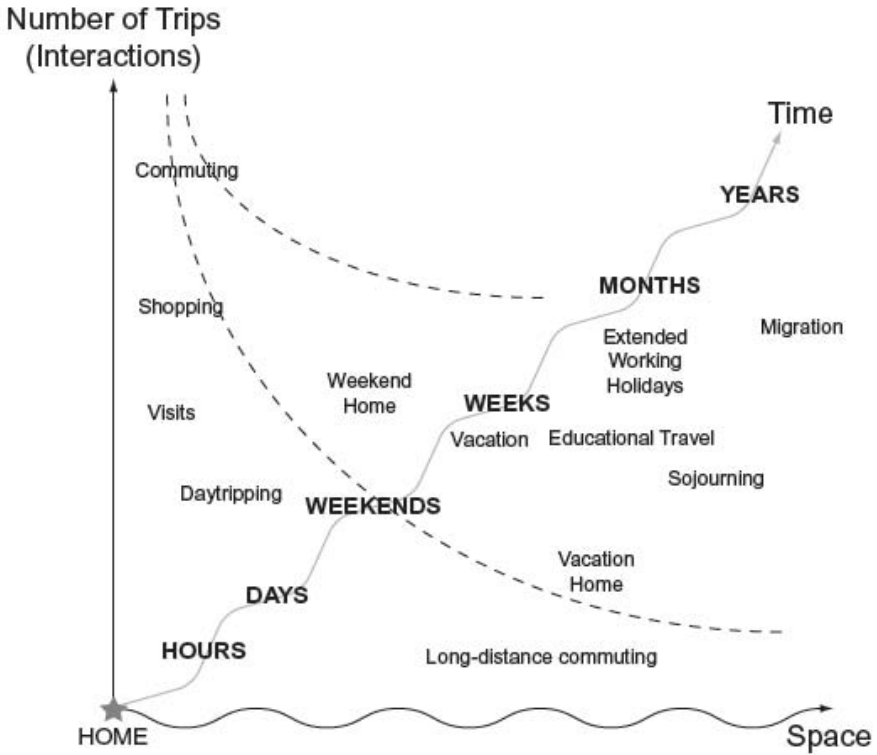 Number of Trips
(Interactions)
Time
Commuting
YEARS
MONTHS
Shopping
Migration
Extended
Working
Holidays
Weekend
Home
WEEKS
Visits
Vacation
Educational Travel
Sojourning
Daytripping
WEEKENDS
Vacation
Home
DAYS
HOURS
Long-distance commuting
HOME
Space